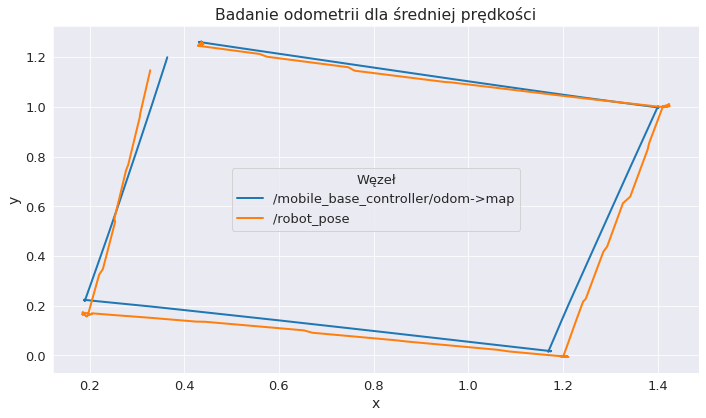 Badanie odometrii dla średniej prędkości
1.2
1.0
0.8
0.6
0.4
0.2
0.0
y
Węzeł
/mobile_base_controller/odom->map
/robot_pose
0.2 0.4 0.6 0.8 1.0 1.2 1.4
x